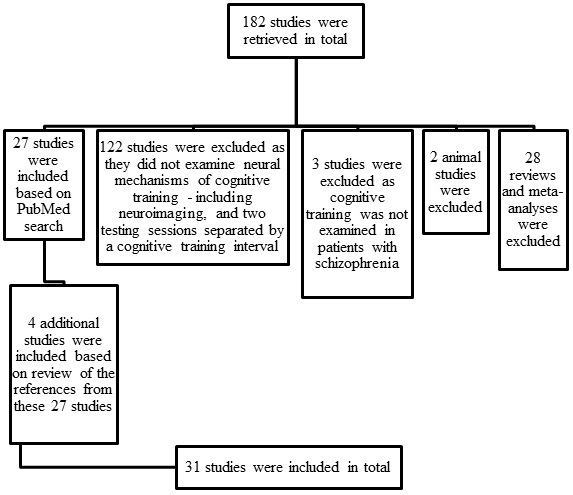 182 studies were
retrieved in total
27 studies
were
included
based on
PubMed
search
122 studies were excluded as
they did not examine neural
mechanisms of cognitive
training - including
neuroimaging, and two
testing sessions separated by
a cognitive training interval
3 studies were
excluded as
cognitive
training was not
examined in
patients with
schizophrenia
2 animal
studies
were
excluded
28
reviews
and meta-
analyses
were
excluded
4 additional
studies were
included based
on review of the
references from
these 27 studies
31 studies were included in total